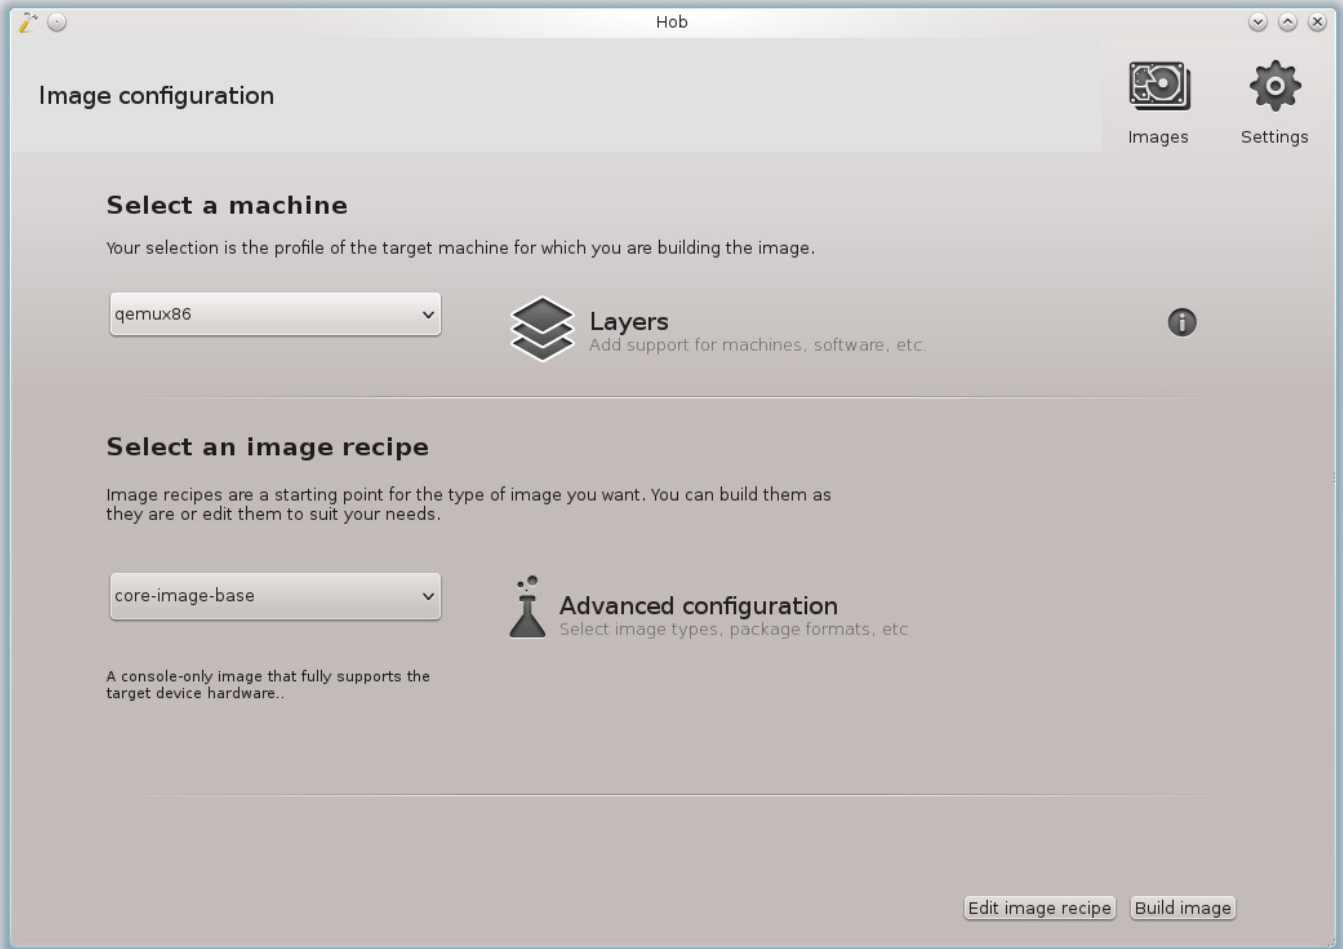 Hob
Image configuration
Images
Settings
Select a machine
Your selection is the profile of the target machine for which you are building the image.
qemux86
Layers
Add support for machines, software, etc.
Select an image recipe
Image recipes are a starting point for the type of image you want. You can build them as
they are or edit them to suit your needs.
core-image-base
Advanced configuration
Select image types, package formats, etc
A console-only image that fully supports the
target device hardware..
Edit image recipe
Build image